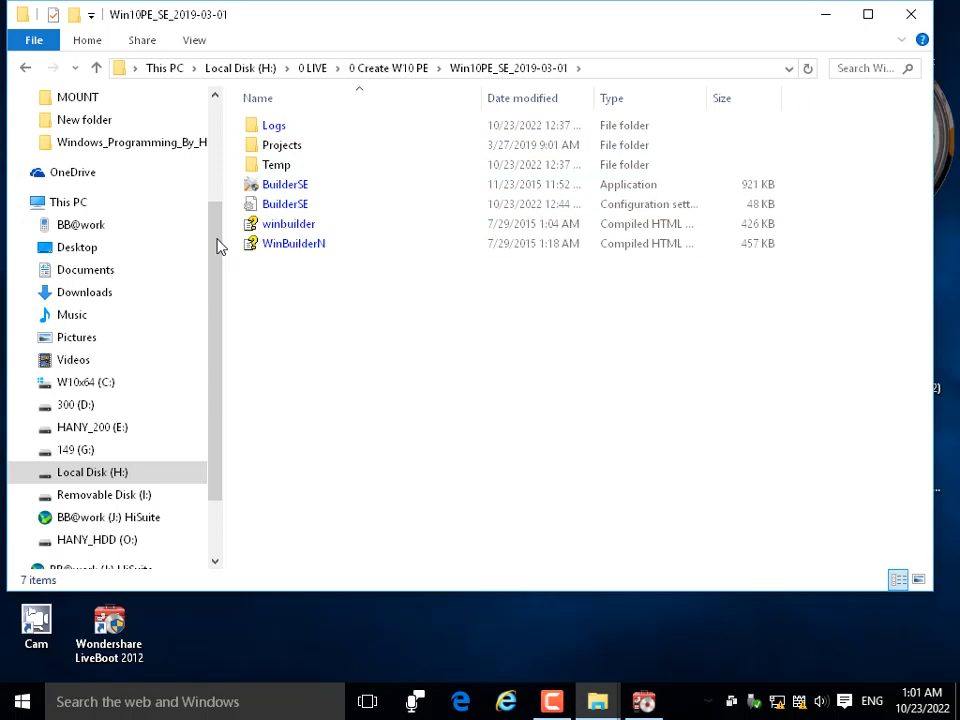 Win10PE_SE_2019-03-01
File Home Share View
This PC Local Disk (H:) 0 LIVE 0 Create W10 PE Win10PE_SE_2019-03-01 Search Wi...
MOUNT
New folder
Windows_Programming_By_H
OneDrive
This PC
BB@work
Desktop
Documents
Downloads
Music
Pictures
Videos
W10x64 (C:)
300 (D:)
HANY_200 (E:)
149 (G:)
Local Disk (H:)
Removable Disk (I:)
BB@work (J:) HiSuite
HANY_HDD (O:)
Name Date modified Type Size
Logs 10/23/2022 12:37 ... File folder
Projects 3/27/2019 9:01 AM File folder
Temp 10/23/2022 12:37 ... File folder
BuilderSE 11/23/2015 11:52 ... Application 921 KB
BuilderSE 10/23/2022 12:44 ... Configuration sett... 48 KB
winbuilder 7/29/2015 1:04 AM Compiled HTML ... 426 KB
WinBuilderN 7/29/2015 1:18 AM Compiled HTML ... 457 KB
7 items
Cam
Wondershare
LiveBoot 2012
Search the web and Windows
ENG
1:01 AM
10/23/2022